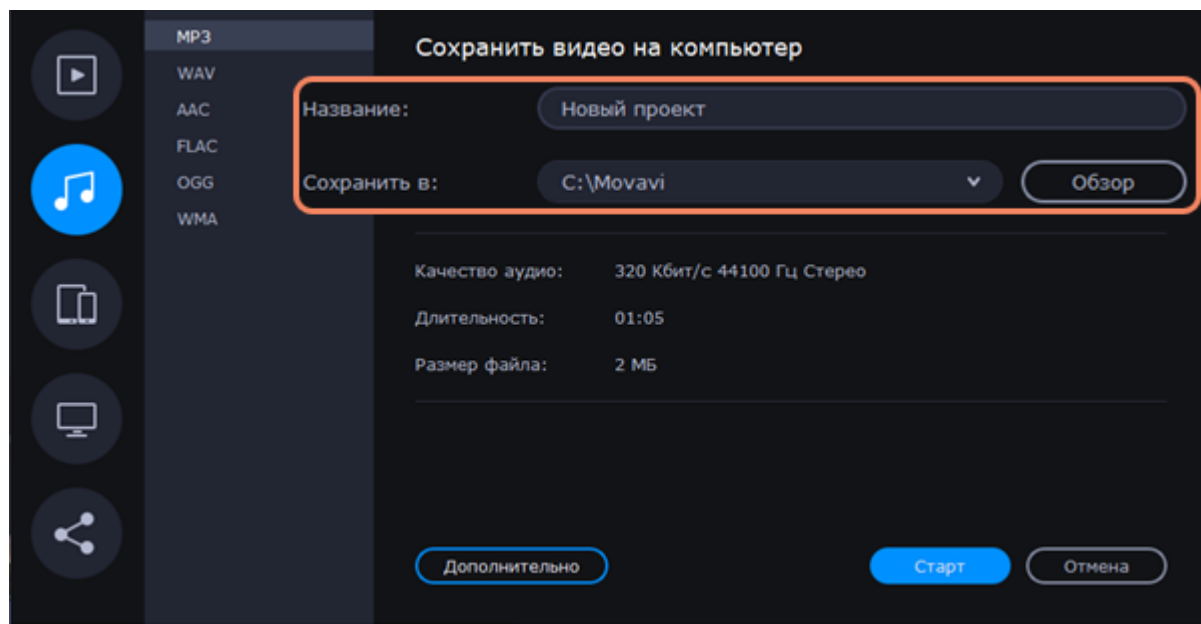 MP3
WAV
AAC
FLAC
OGG
WMA
Сохранить видео на компьютер
Название: Новый проект
Сохранить в: C:\Movavi Обзор
Качество аудио: 320 Кбит/с 44100 Гц Стерео
Длительность: 01:05
Размер файла: 2 МБ
Дополнительно Старт Отмена